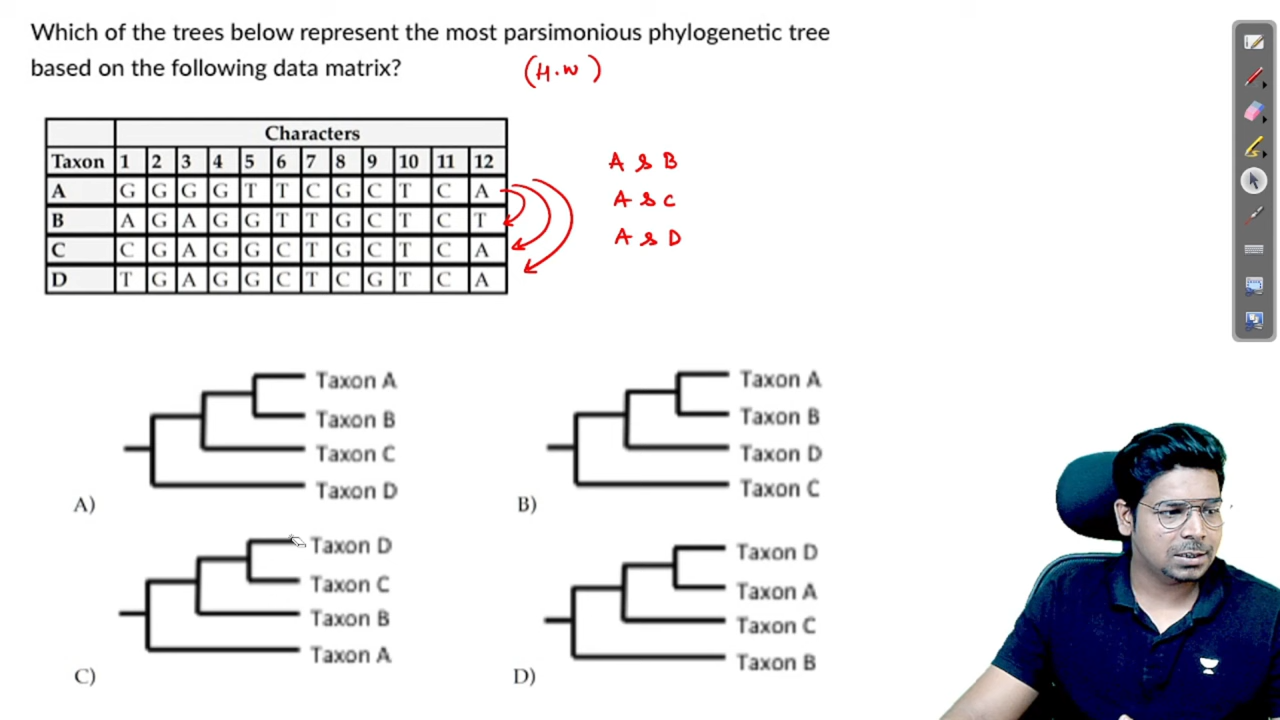 Which of the trees below represent the most parsimonious phylogenetic tree
based on the following data matrix?
(H.W)
Characters
Taxon 1 2 3 4 5 6 7 8 9 10 11 12
A G G G G T T C G C T C A
B A G A G G T T G C T C T
C C G A G G C T G C T C A
D T G A G G C T C G T C A
A & B
A & C
A & D
Taxon A
Taxon B
Taxon C
Taxon D
A)
Taxon A
Taxon B
Taxon D
Taxon C
B)
Taxon D
Taxon C
Taxon B
Taxon A
C)
Taxon D
Taxon A
Taxon C
Taxon B
D)